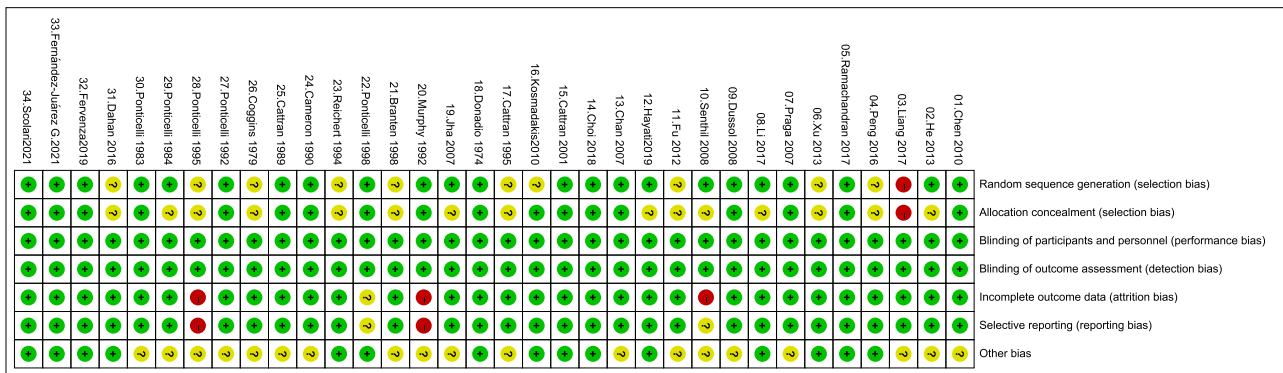 33.Fernández-Juárez G.2021
34.Scolari2021
32.Fervenza2019
31.Dahan 2016
30.Ponticelli 1983
29.Ponticelli 1984
28.Ponticelli 1995
27.Ponticelli 1992
26.Coggins 1979
25.Cattran 1989
24.Cameron 1990
23.Reichert 1994
22.Ponticelli 1998
21.Branten 1998
20.Murphy 1992
19.Jha 2007
18.Donadio 1974
17.Cattran 1995
16.Kosmadakis2010
15.Cattran 2001
14.Choi 2018
13.Chan 2007
12.Hayati2019
11.Fu 2012
10.Senthil 2008
09.Dussol 2008
08.Li 2017
07.Praga 2007
06.Xu 2013
05.Ramachandran 2017
04.Peng 2016
03.Liang 2017
02.He 2013
01.Chen 2010
Random sequence generation (selection bias)
Allocation concealment (selection bias)
Blinding of participants and personnel (performance bias)
Blinding of outcome assessment (detection bias)
Incomplete outcome data (attrition bias)
Selective reporting (reporting bias)
Other bias